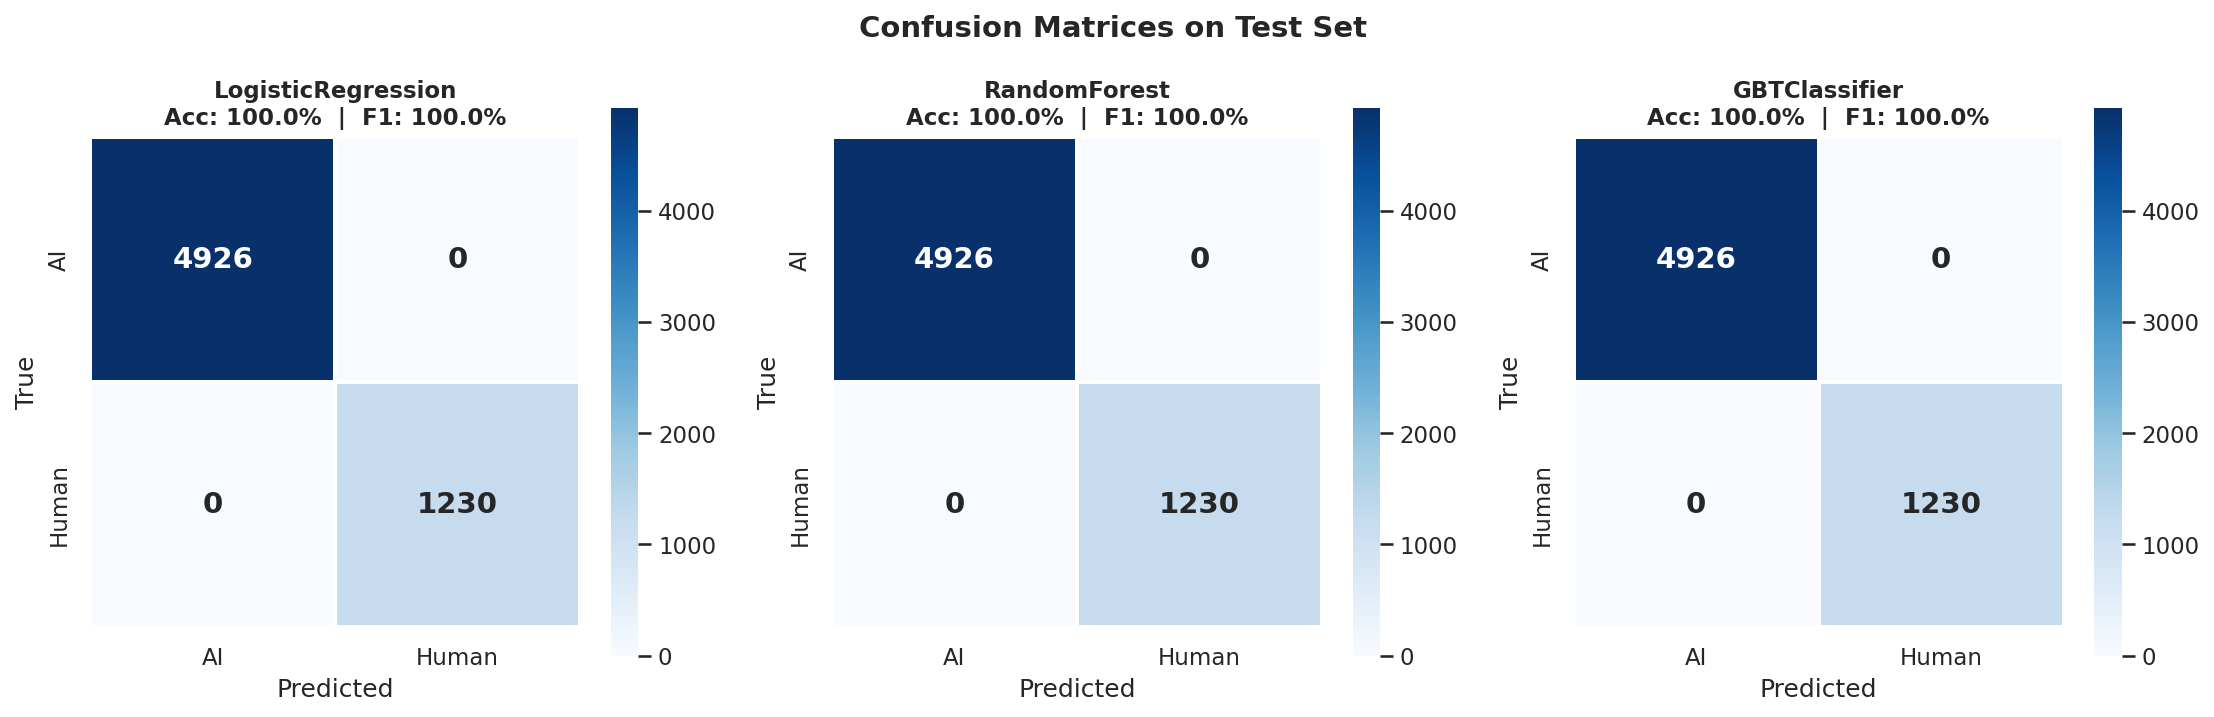 Confusion Matrices on Test Set
LogisticRegression
Acc: 100.0% | F1: 100.0%
4926
0
0
1230
AI
Human
True
AI
Human
Predicted
4000
3000
2000
1000
0
RandomForest
Acc: 100.0% | F1: 100.0%
4926
0
0
1230
AI
Human
True
AI
Human
Predicted
4000
3000
2000
1000
0
GBTClassifier
Acc: 100.0% | F1: 100.0%
4926
0
0
1230
AI
Human
True
AI
Human
Predicted
4000
3000
2000
1000
0